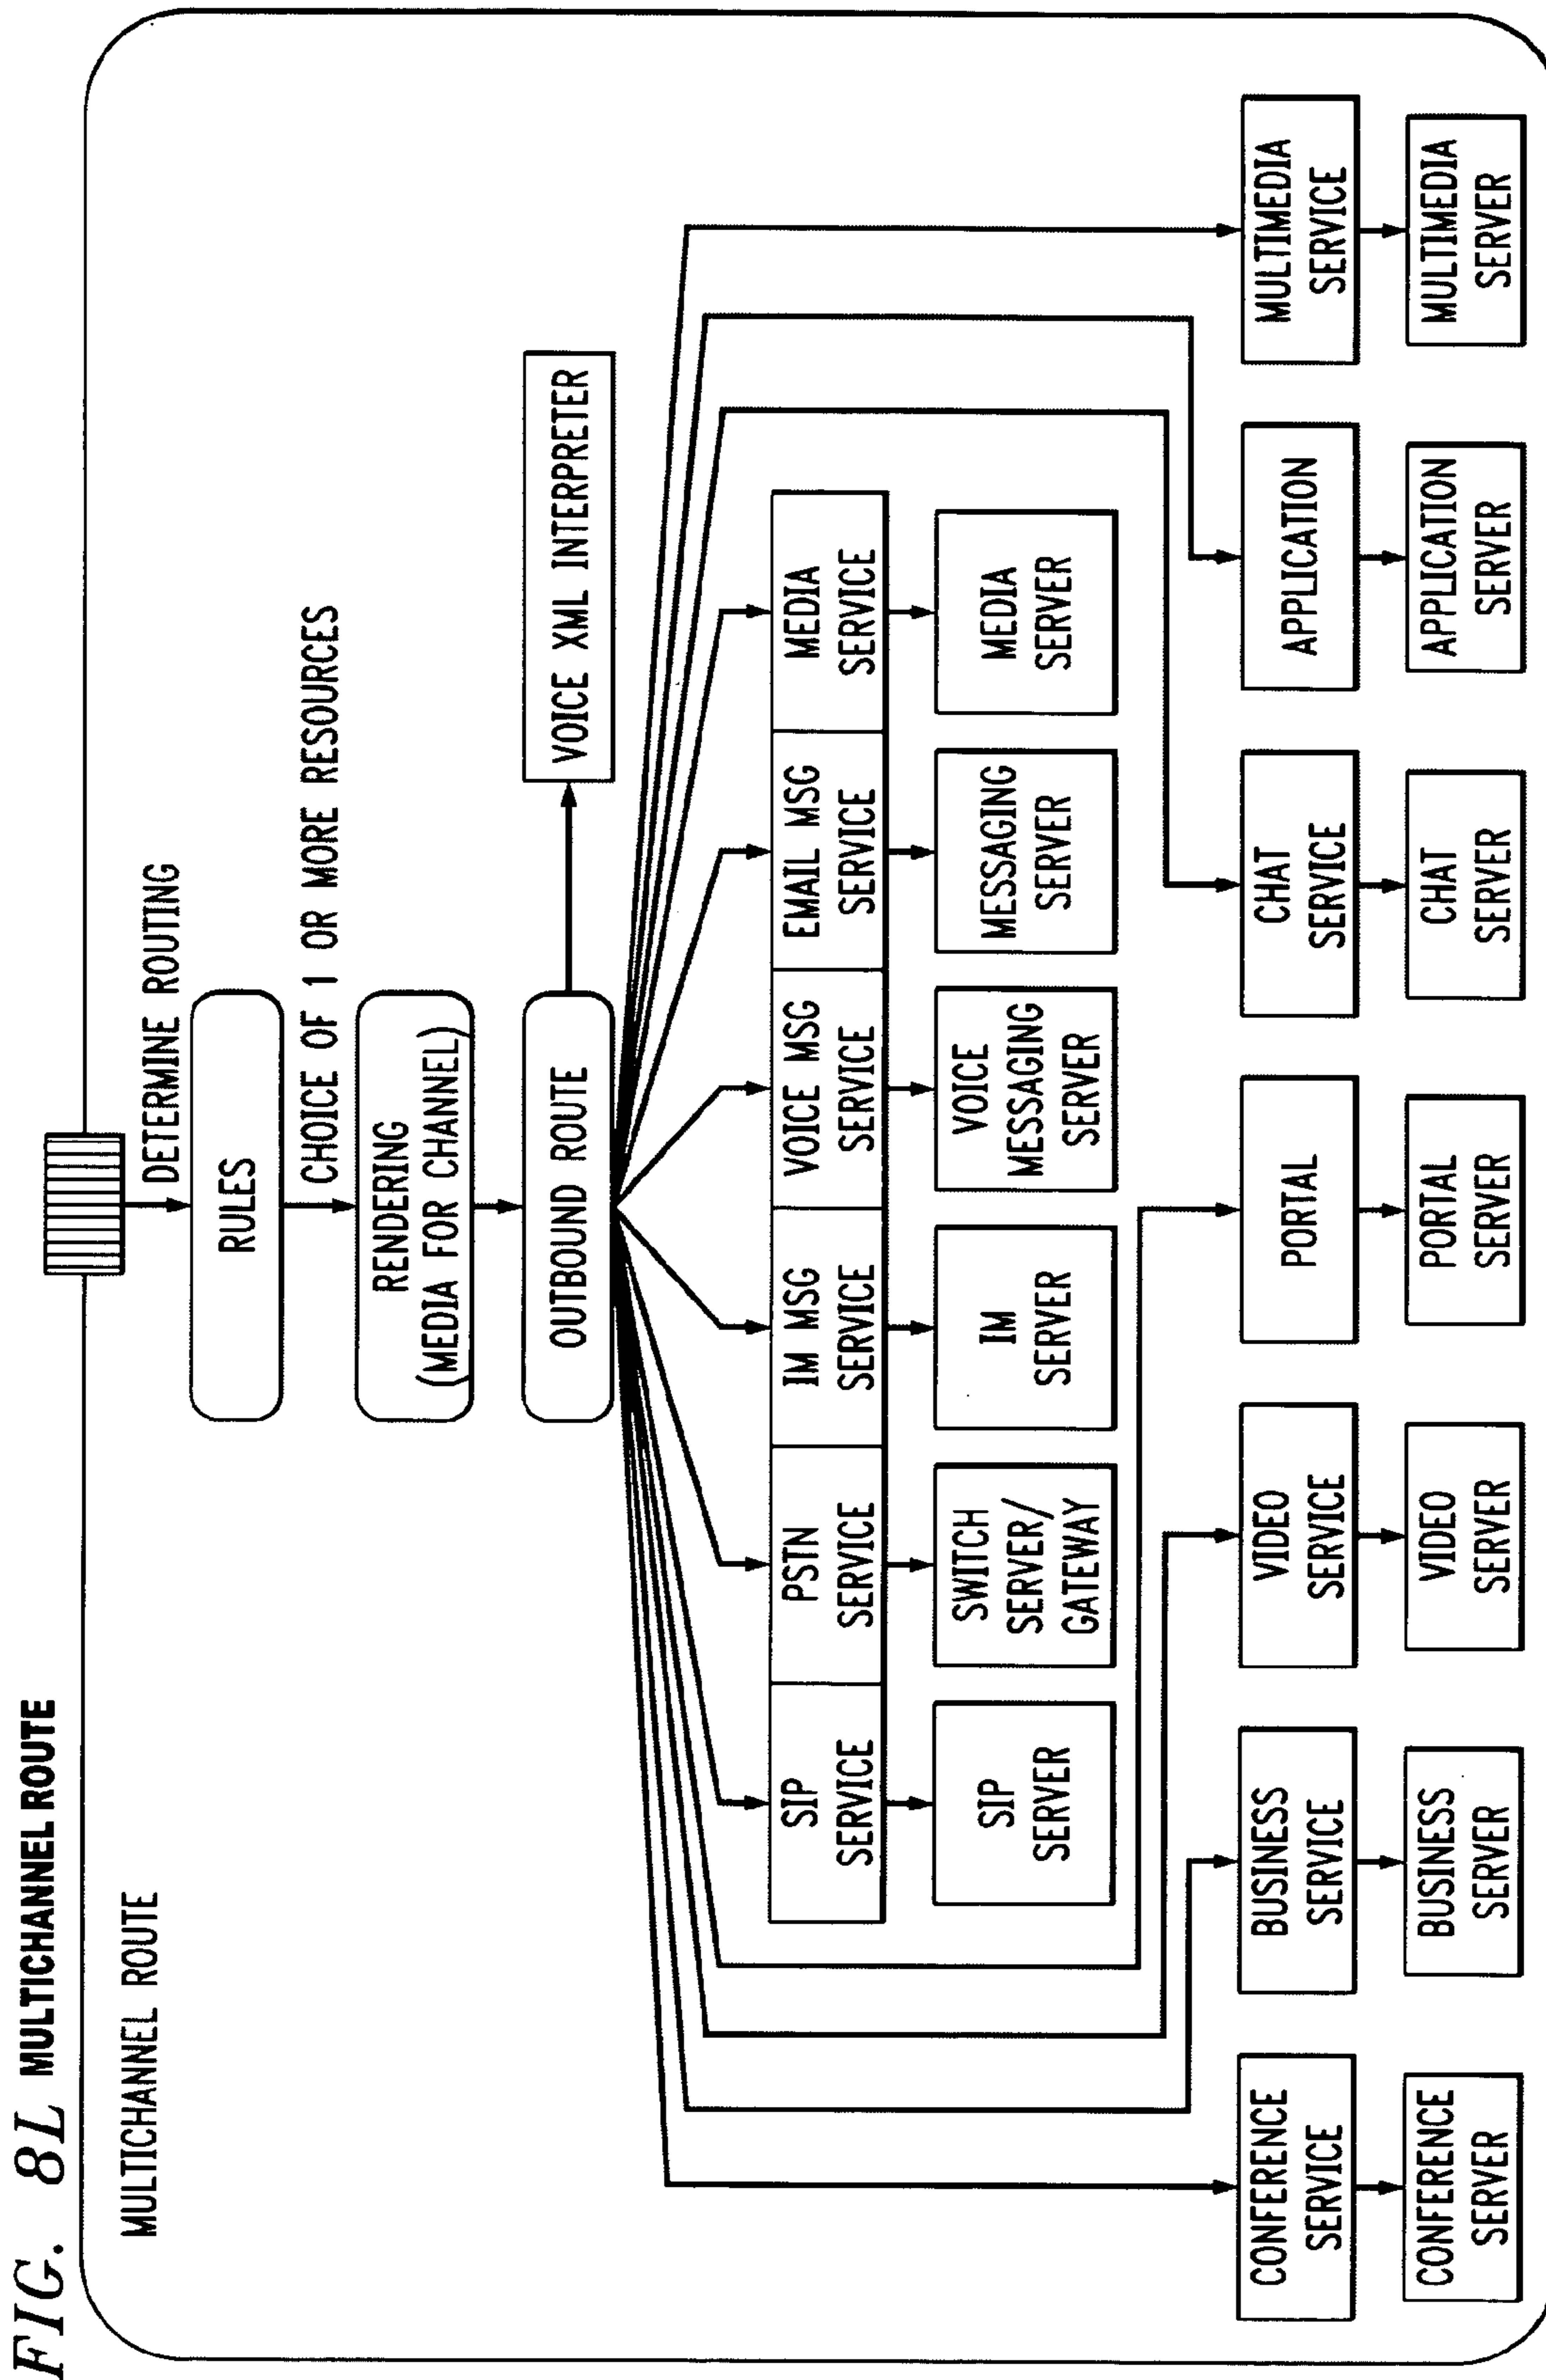 FIG. 8L MULTICHANNEL ROUTE
MULTICHANNEL ROUTE
DETERMINE ROUTING
RULES
CHOICE OF 1 OR MORE RESOURCES
RENDERING
(MEDIA FOR CHANNEL)
OUTBOUND ROUTE
VOICE XML INTERPRETER
SIP
SERVICE
PSTN
SERVICE
IM MSG
SERVICE
VOICE MSG
SERVICE
EMAIL MSG
SERVICE
MEDIA
SERVICE
SIP
SERVER
SWITCH
SERVER/
GATEWAY
IM
SERVER
VOICE
MESSAGING
SERVER
MESSAGING
SERVER
MEDIA
SERVER
CONFERENCE
SERVICE
BUSINESS
SERVICE
VIDEO
SERVICE
PORTAL
CHAT
SERVICE
APPLICATION
MULTIMEDIA
SERVICE
CONFERENCE
SERVER
BUSINESS
SERVER
VIDEO
SERVER
PORTAL
SERVER
CHAT
SERVER
APPLICATION
SERVER
MULTIMEDIA
SERVER